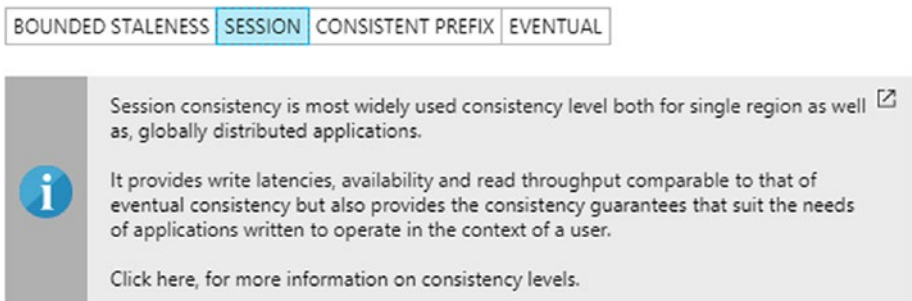 BOUNDED STALENESS SESSION CONSISTENT PREFIX EVENTUAL
Session consistency is most widely used consistency level both for single region as well
as, globally distributed applications.
It provides write latencies, availability and read throughput comparable to that of
eventual consistency but also provides the consistency guarantees that suit the needs
of applications written to operate in the context of a user.
Click here, for more information on consistency levels.